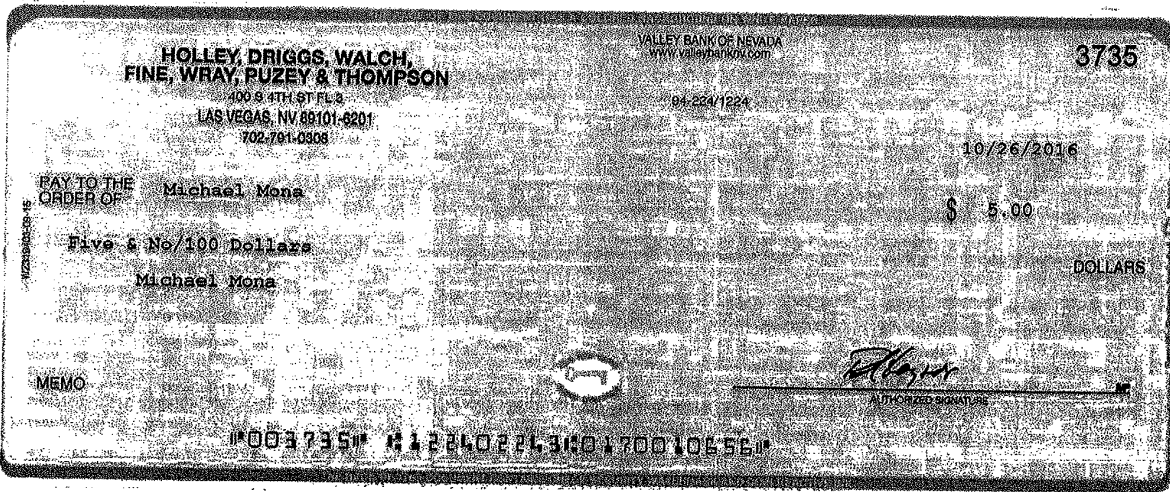 HOLLEY, DRIGGS, WALCH,
FINE, WRAY, PUZEY & THOMPSON
400 S 4TH ST FL 3
LAS VEGAS, NV 89101-6201
702-791-0308
VALLEY BANK OF NEVADA
www.valleybanknv.com
94-224/1224
3735
10/26/2016
PAY TO THE
ORDER OF Michael Mona
$ 5.00
Five & No/100 Dollars
DOLLARS
Michael Mona
MEMO
AUTHORIZED SIGNATURE
MP
⑈003735⑈ ⑆122402243⑆0170010656⑈